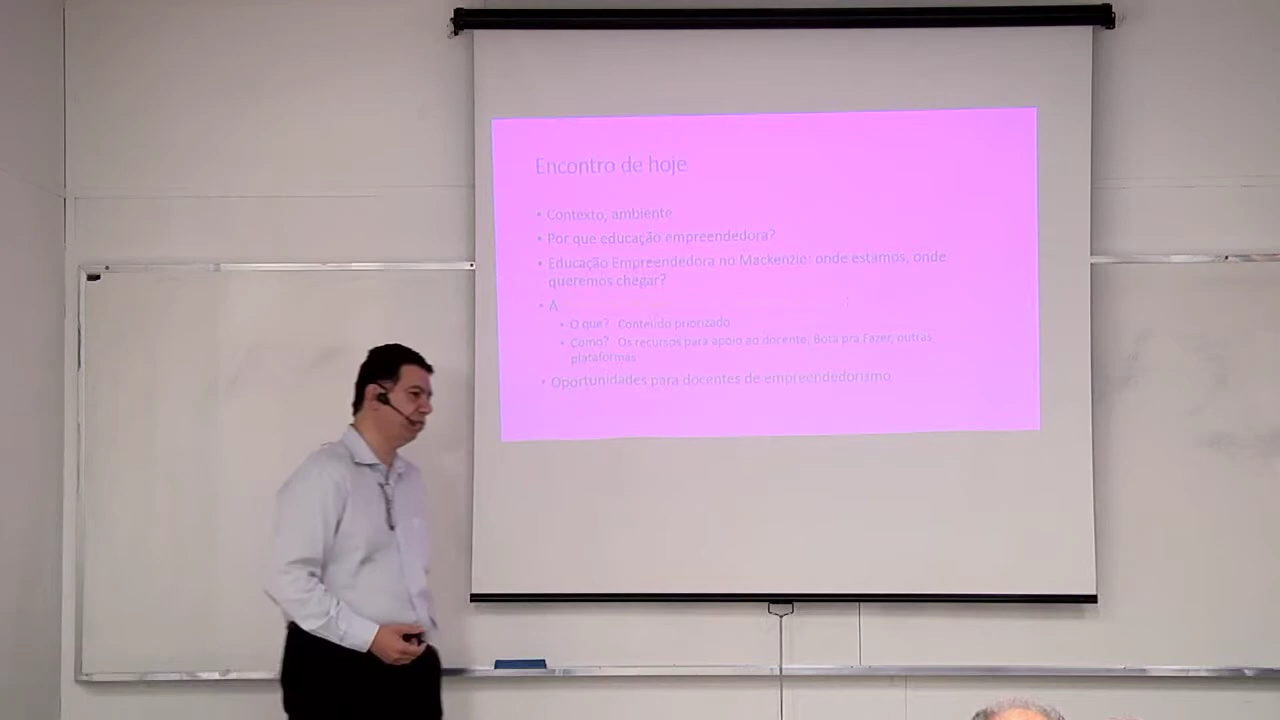 Encontro de hoje
• Contexto, ambiente
• Por que educação empreendedora?
• Educação Empreendedora no Mackenzie: onde estamos, onde
queremos chegar?
• A
• O que? Conteúdo priorizado
• Como? Os recursos para apoio ao docente, Bota pra Fazer, outras
plataformas
• Oportunidades para docentes de empreendedorismo